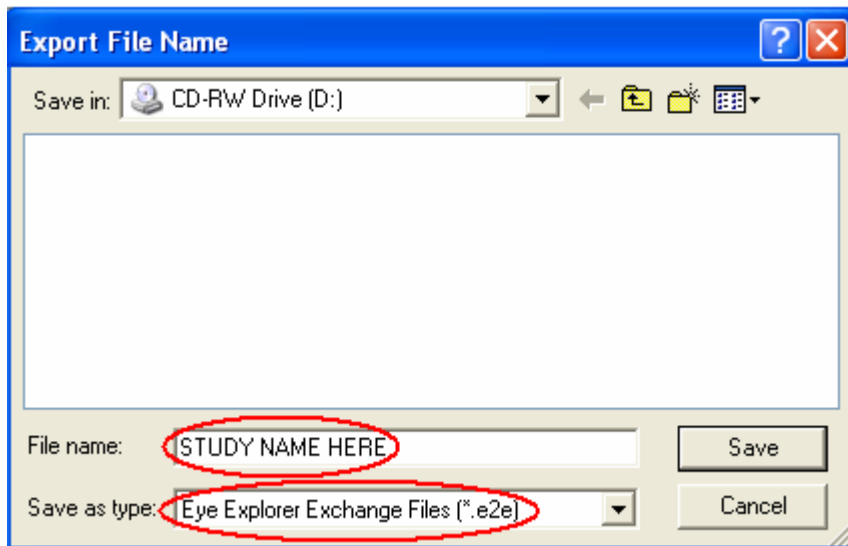 Export File Name
Save in: CD-RW Drive (D:)
File name: STUDY NAME HERE Save
Save as type: Eye Explorer Exchange Files (*.e2e) Cancel